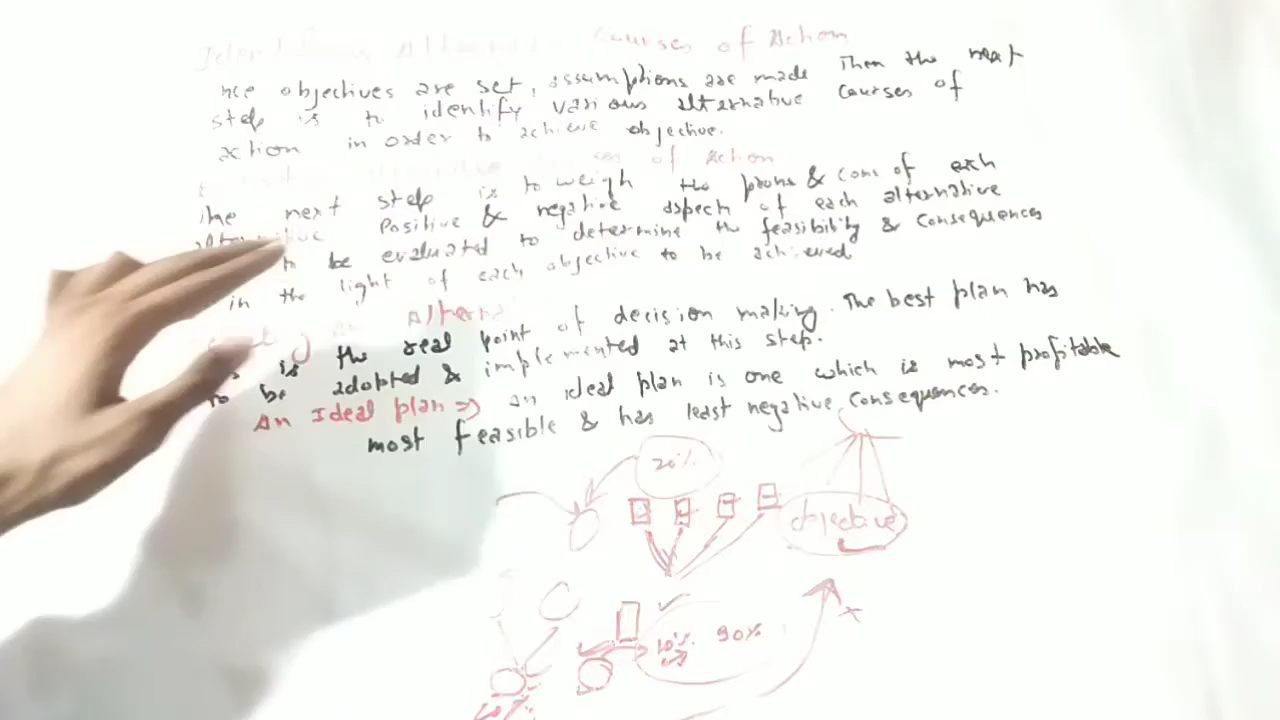 Courses of Action
nce objectives are set, assumptions are made Then the next
step is to identify various alternative courses of
action in order to achieve objective.
of Action
The next step is to weigh the prons & cons of each
Positive & negative aspect of each alternative
to be evaluated to determine the feasibility & Consequences
in the light of each objective to be achieved
Altern
is the real point of decision making. The best plan has
to be adopted & implemented at this step.
An Ideal plan => an ideal plan is one which is most profitable
most feasible & has least negative consequences.
20%
objective
10% 90%